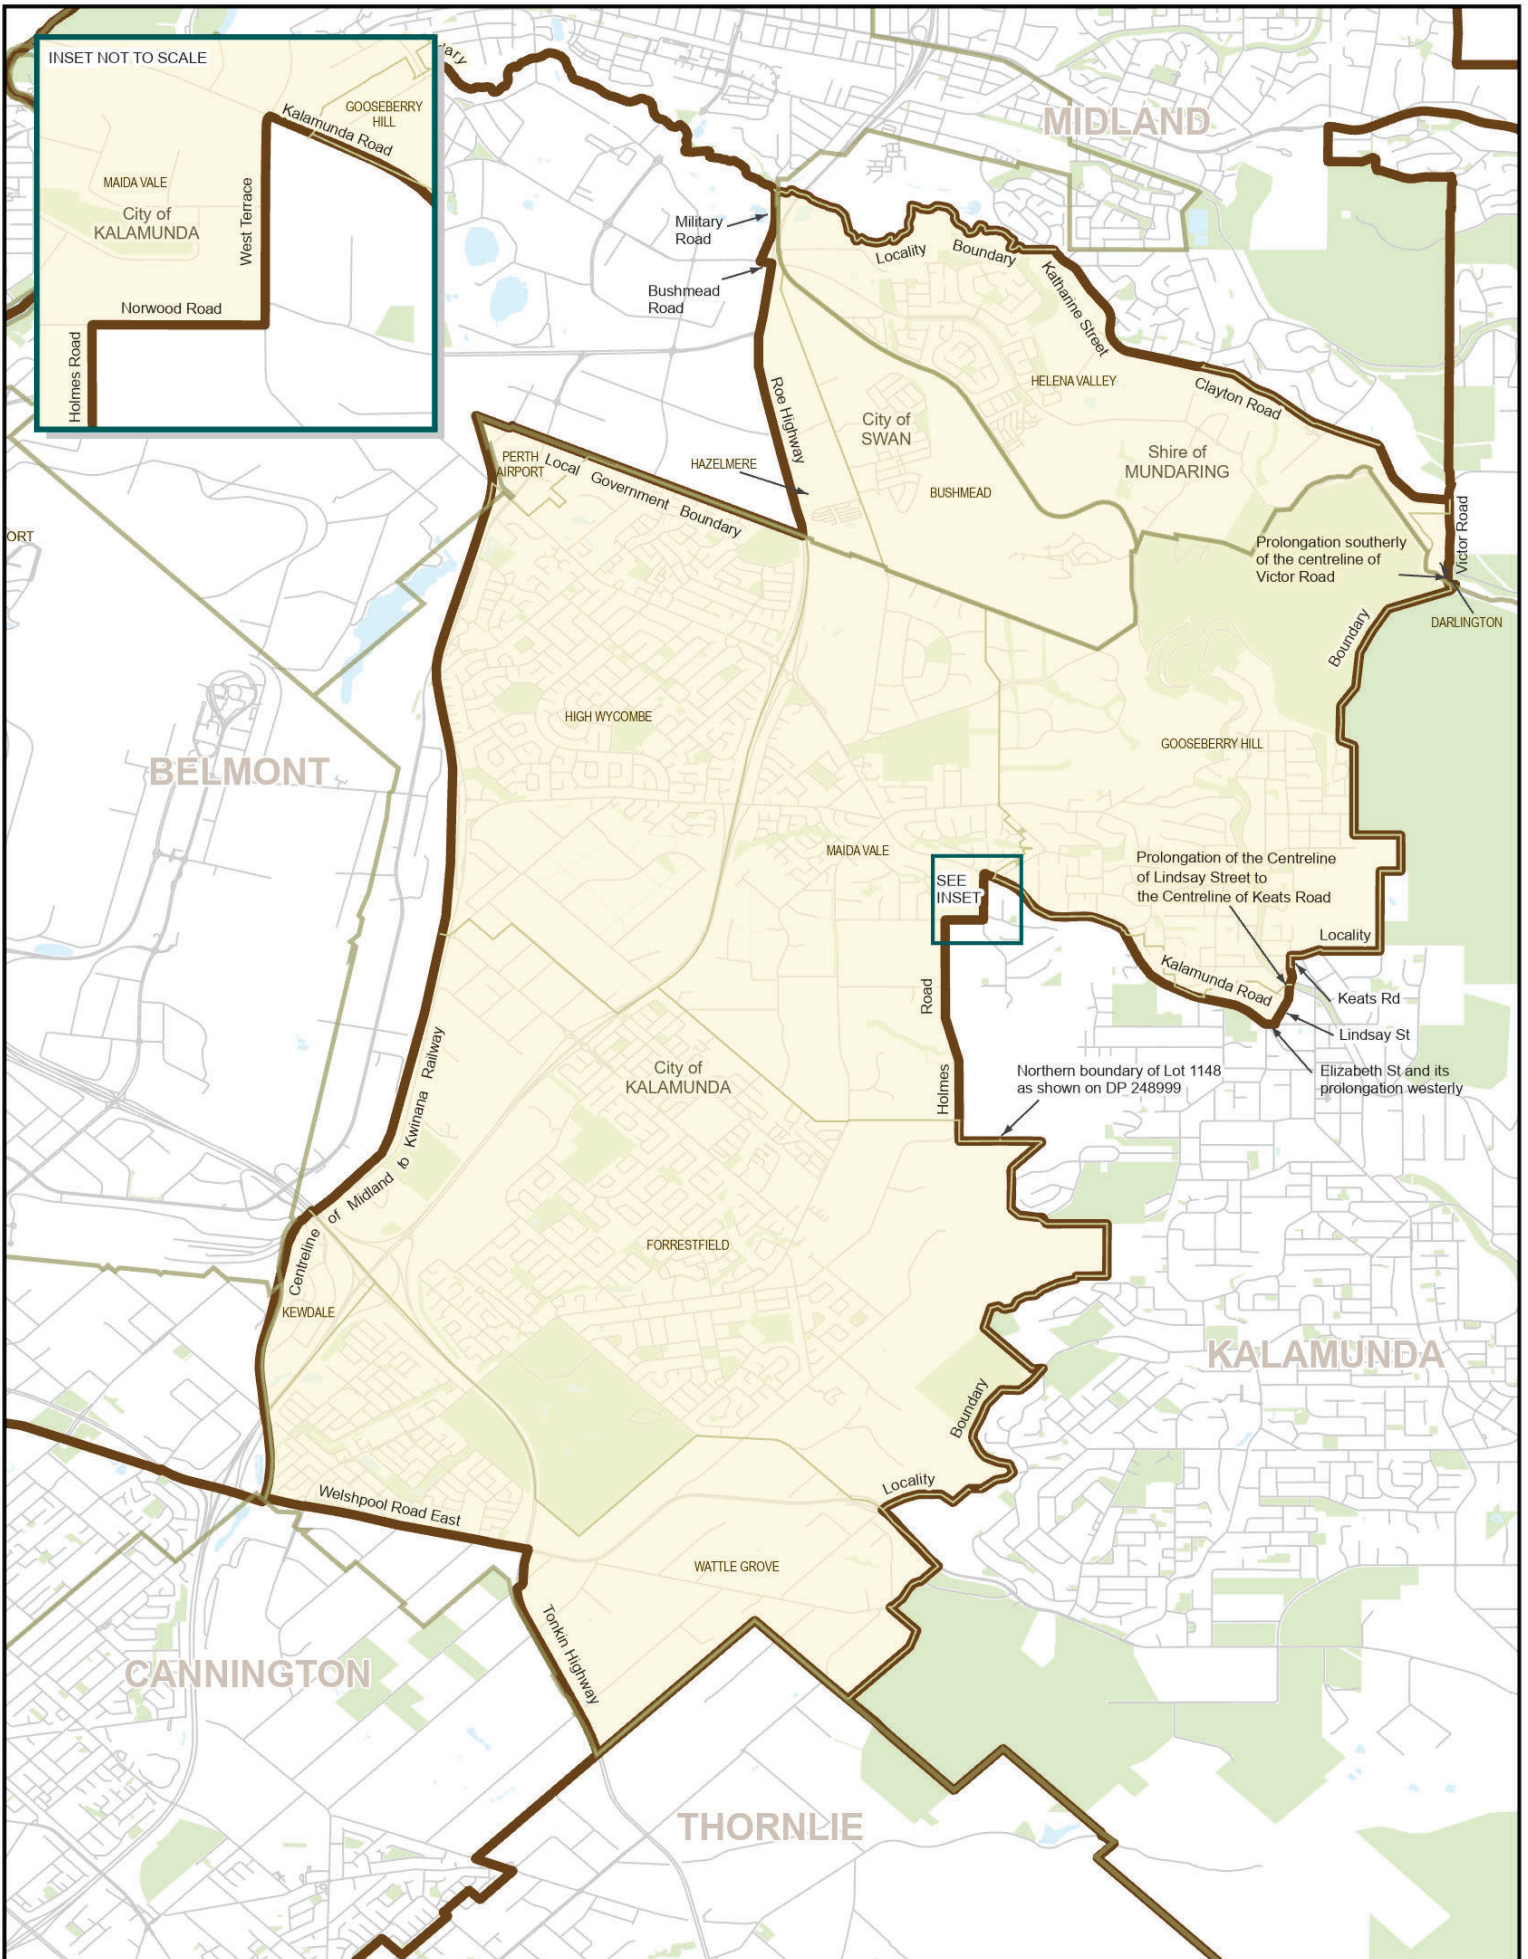 INSET NOT TO SCALE
GOOSEBERRY
HILL
Kalamunda Road
MAIDA VALE
City of
KALAMUNDA
West Terrace
Norwood Road
Holmes Road
ary
MIDLAND
Military
Road
Bushmead
Road
Locality Boundary
Katharine Street
HELENA VALLEY
Clayton Road
Roe Highway
City of
SWAN
Shire of
MUNDARING
PERTH
AIRPORT
Local Government Boundary
HAZELMERE
BUSHMEAD
ORT
Victor Road
Prolongation southerly
of the centreline of
Victor Road
DARLINGTON
Boundary
HIGH WYCOMBE
GOOSEBERRY HILL
BELMONT
MAIDA VALE
SEE
INSET
Prolongation of the Centreline
of Lindsay Street to
the Centreline of Keats Road
Locality
Kalamunda Road
Keats Rd
Lindsay St
Elizabeth St and its
prolongation westerly
Road
Holmes
Northern boundary of Lot 1148
as shown on DP 248999
City of
KALAMUNDA
Centreline of Midland to Kwinana Railway
FORRESTFIELD
KEWDALE
KALAMUNDA
Boundary
Locality
Welshpool Road East
WATTLE GROVE
Tonkin Highway
CANNINGTON
THORNLIE